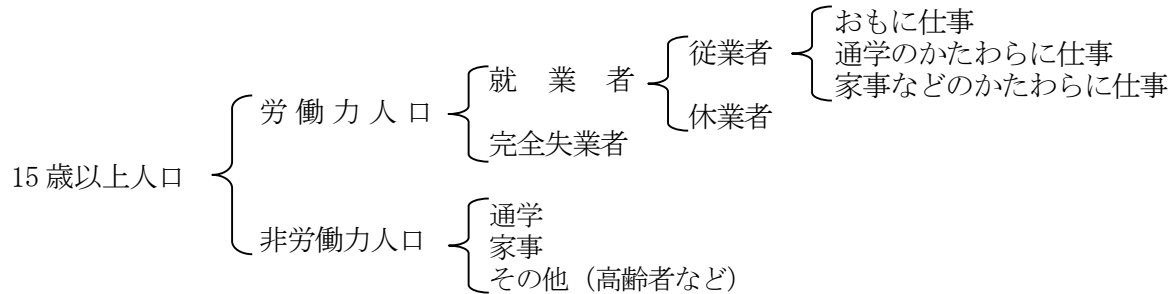 おもに仕事
従業者
通学のかたわらに仕事
就業者
家事などのかたわらに仕事
労働力人口
休業者
完全失業者
15歳以上人口
通学
非労働力人口
家事
その他（高齢者など）